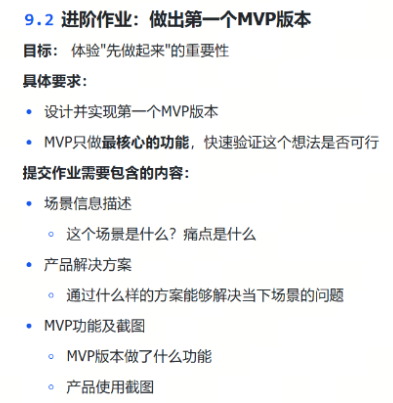 9.2 进阶作业：做出第一个MVP版本
目标： 体验"先做起来"的重要性
具体要求：
• 设计并实现第一个MVP版本
• MVP只做最核心的功能，快速验证这个想法是否可行
提交作业需要包含的内容：
• 场景信息描述
◦ 这个场景是什么？痛点是什么
• 产品解决方案
◦ 通过什么样的方案能够解决当下场景的问题
• MVP功能及截图
◦ MVP版本做了什么功能
◦ 产品使用截图